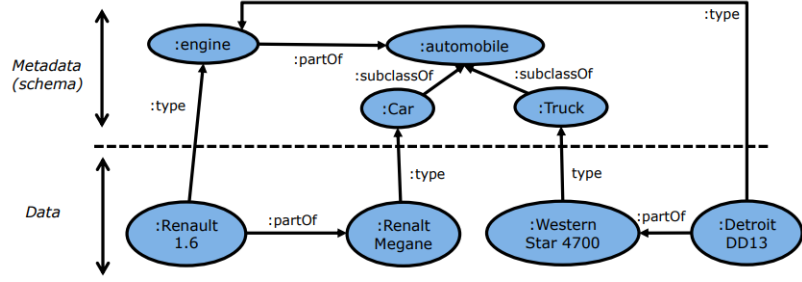 :type
:engine
:automobile
:partOf
Metadata
(schema)
:subclassOf
:subclassOf
:Car
:Truck
:type
:type
type
Data
:Renault
1.6
:partOf
:Renalt
Megane
:Western
Star 4700
:partOf
:Detroit
DD13